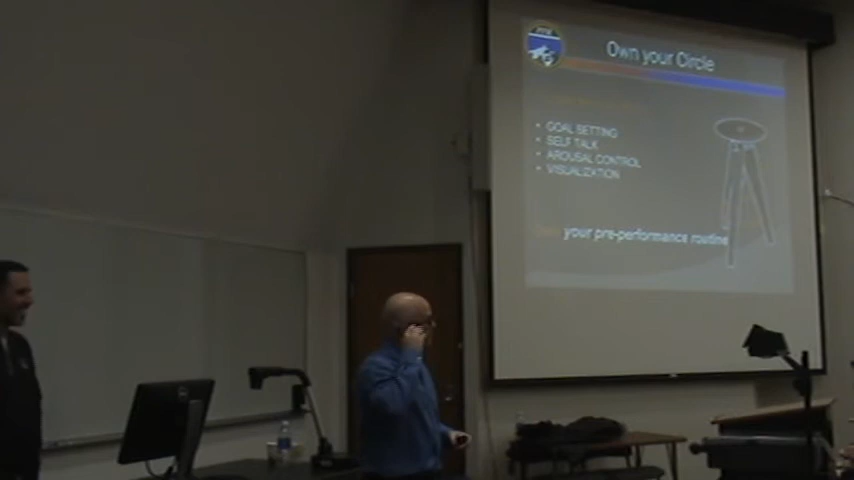 Own your Circle
• GOAL SETTING
• SELF TALK
• AROUSAL CONTROL
• VISUALIZATION
your pre-performance routine